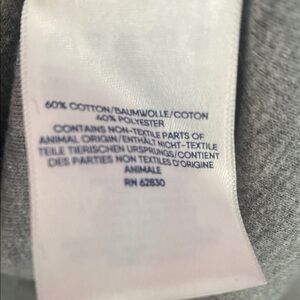 60% COTTON/BAUMWOLLE/COTON
40% POLYESTER
CONTAINS NON-TEXTILE PARTS OF
ANIMAL ORIGIN/ENTHÄLT NICHT-TEXTILE
TEILE TIERISCHEN URSPRUNGS/CONTIENT
DES PARTIES NON TEXTILES D'ORIGINE
ANIMALE
RN 62830